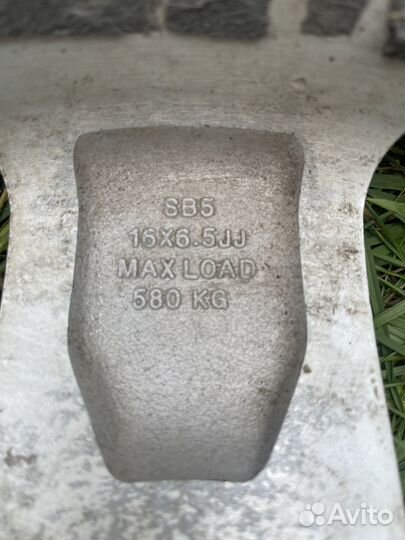 SB5
16X6.5JJ
MAX LOAD
580 KG
Avito